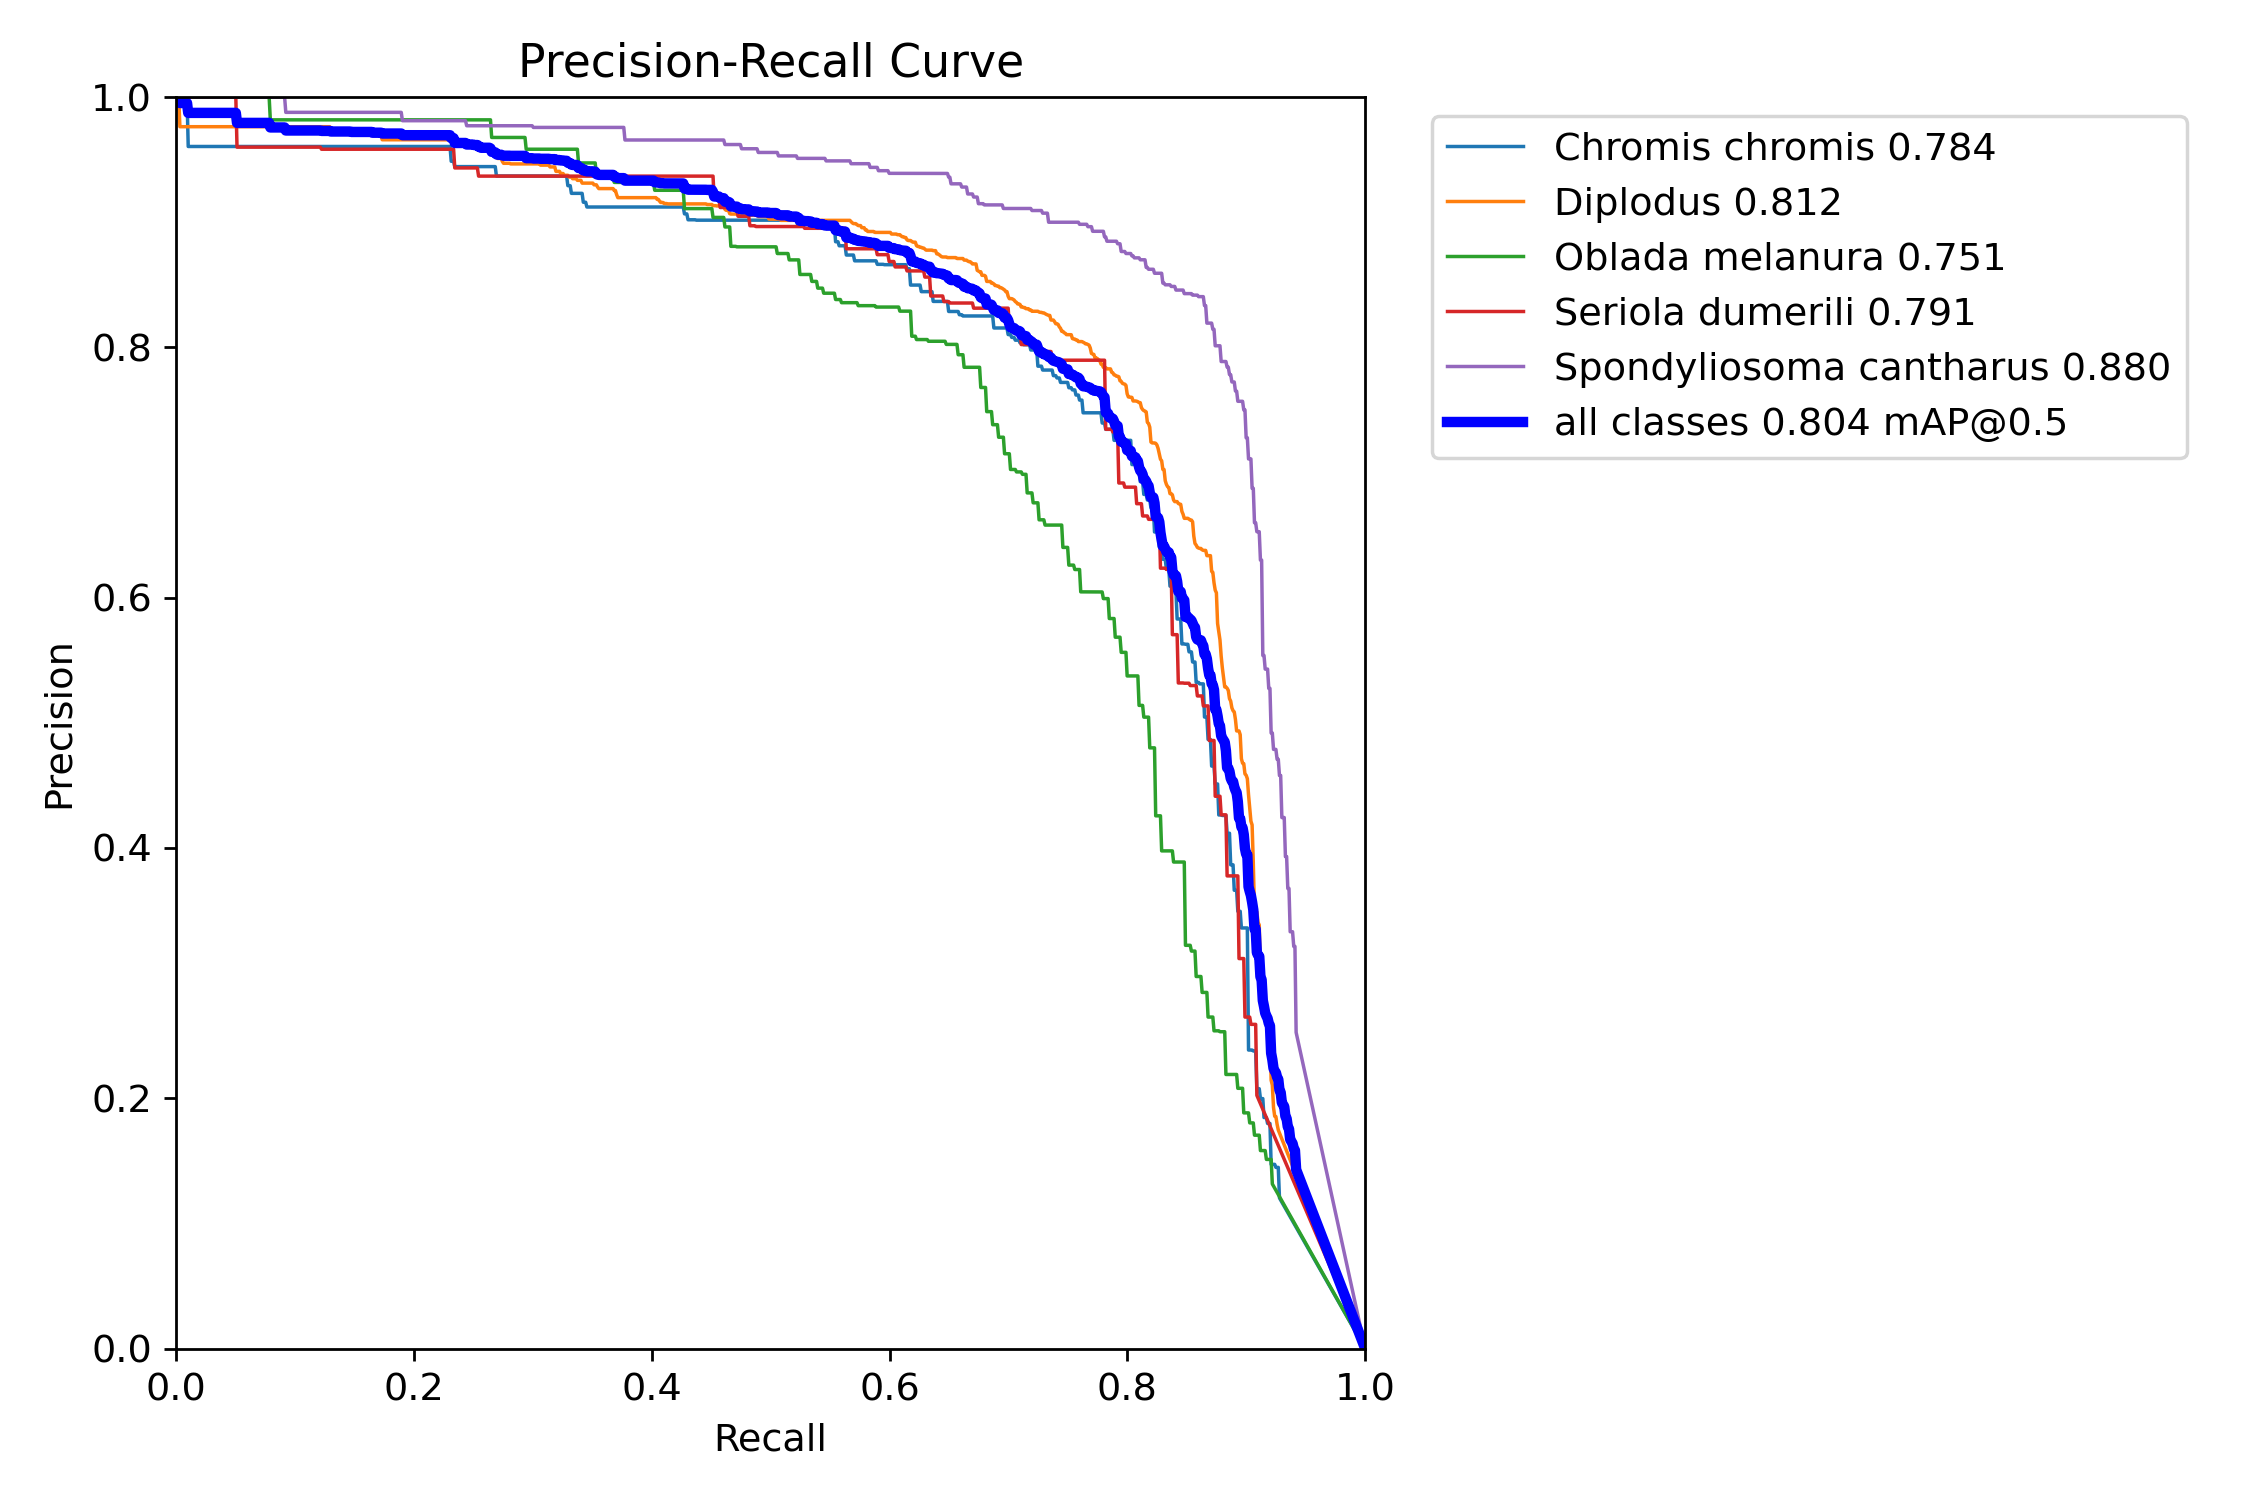 Precision-Recall Curve
1.0
0.8
0.6
0.4
0.2
0.0
Precision
0.0 0.2 0.4 0.6 0.8 1.0
Recall
Chromis chromis 0.784
Diplodus 0.812
Oblada melanura 0.751
Seriola dumerili 0.791
Spondyliosoma cantharus 0.880
all classes 0.804 mAP@0.5